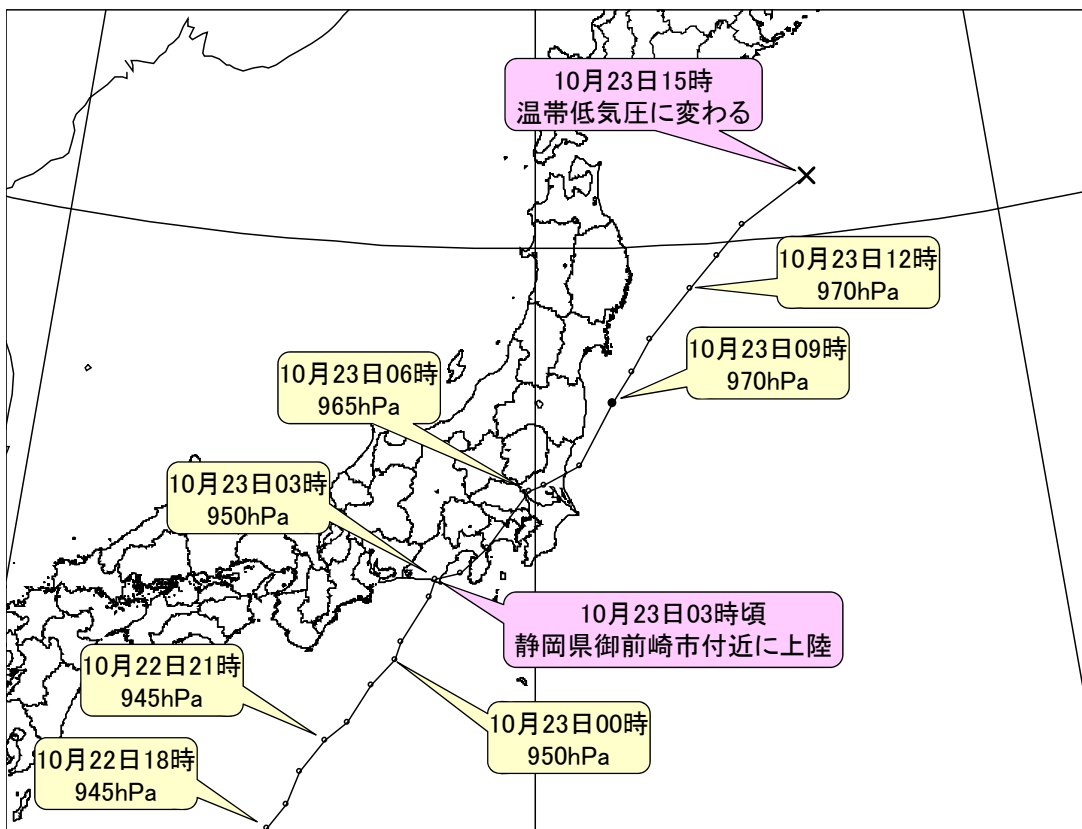 10月23日15時
温帯低気圧に変わる
10月23日12時
970hPa
10月23日09時
970hPa
10月23日06時
965hPa
10月23日03時
950hPa
10月23日03時頃
静岡県御前崎市付近に上陸
10月22日21時
945hPa
10月23日00時
950hPa
10月22日18時
945hPa